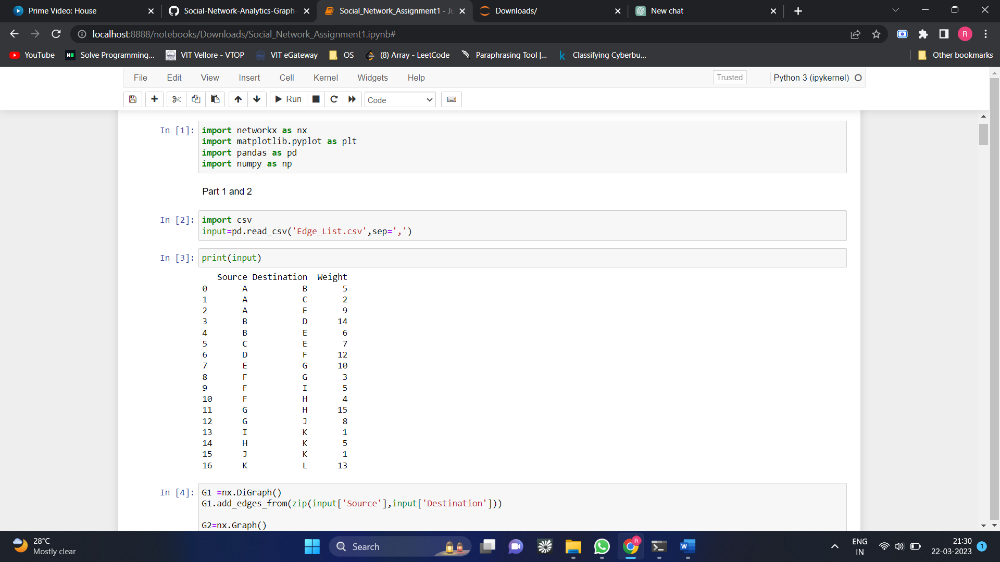 Prime Video: House
Social-Network-Analytics-Graph-
Social_Network_Assignment1 - Ju
Downloads/
New chat
localhost:8888/notebooks/Downloads/Social_Network_Assignment1.ipynb#
R
YouTube
Solve Programming...
VIT Vellore - VTOP
VIT eGateway
OS
(8) Array - LeetCode
Paraphrasing Tool |...
Classifying Cyberbu...
Other bookmarks
File Edit View Insert Cell Kernel Widgets Help
Trusted
Python 3 (ipykernel)
Run
Code
In [1]: import networkx as nx
import matplotlib.pyplot as plt
import pandas as pd
import numpy as np
Part 1 and 2
In [2]: import csv
input=pd.read_csv('Edge_List.csv',sep=',')
In [3]: print(input)
Source Destination Weight
0 A B 5
1 A C 2
2 A E 9
3 B D 14
4 B E 6
5 C E 7
6 D F 12
7 E G 10
8 F G 3
9 F I 5
10 F H 4
11 G H 15
12 G J 8
13 I K 1
14 H K 5
15 J K 1
16 K L 13
In [4]: G1 =nx.DiGraph()
G1.add_edges_from(zip(input['Source'],input['Destination']))
G2=nx.Graph()
28°C
Mostly clear
Search
ENG
IN
21:30
22-03-2023
1